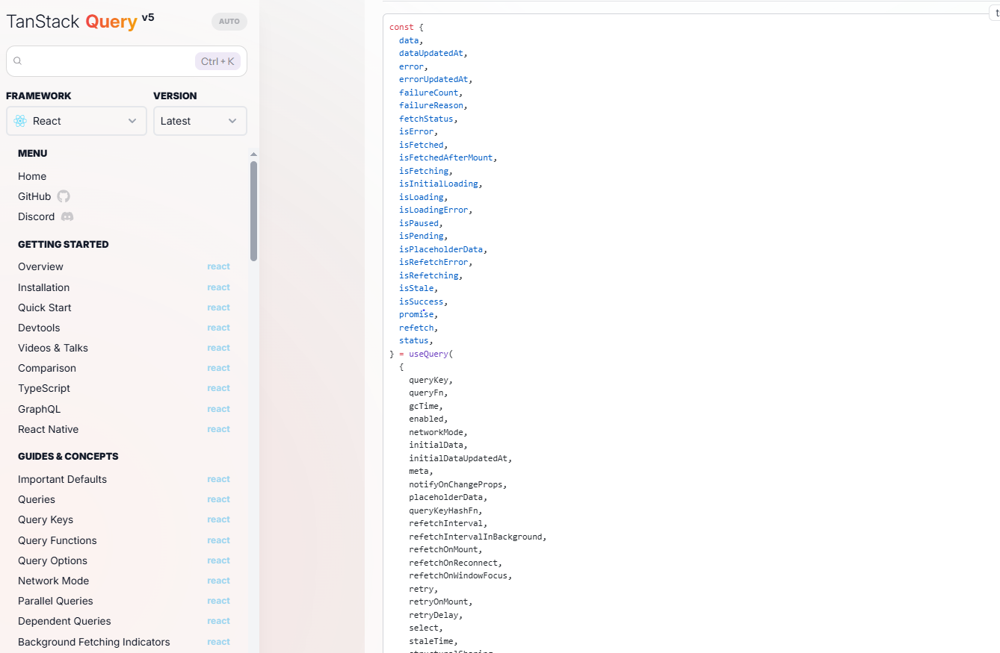 TanStack Query v5
AUTO
Ctrl + K
FRAMEWORK
VERSION
React
Latest
MENU
Home
GitHub
Discord
GETTING STARTED
Overview react
Installation react
Quick Start react
Devtools react
Videos & Talks react
Comparison react
TypeScript react
GraphQL react
React Native react
GUIDES & CONCEPTS
Important Defaults react
Queries react
Query Keys react
Query Functions react
Query Options react
Network Mode react
Parallel Queries react
Dependent Queries react
Background Fetching Indicators react
const {
  data,
  dataUpdatedAt,
  error,
  errorUpdatedAt,
  failureCount,
  failureReason,
  fetchStatus,
  isError,
  isFetched,
  isFetchedAfterMount,
  isFetching,
  isInitialLoading,
  isLoading,
  isLoadingError,
  isPaused,
  isPending,
  isPlaceholderData,
  isRefetchError,
  isRefetching,
  isStale,
  isSuccess,
  promise,
  refetch,
  status,
} = useQuery(
  {
    queryKey,
    queryFn,
    gcTime,
    enabled,
    networkMode,
    initialData,
    initialDataUpdatedAt,
    meta,
    notifyOnChangeProps,
    placeholderData,
    queryKeyHashFn,
    refetchInterval,
    refetchIntervalInBackground,
    refetchOnMount,
    refetchOnReconnect,
    refetchOnWindowFocus,
    retry,
    retryOnMount,
    retryDelay,
    select,
    staleTime,